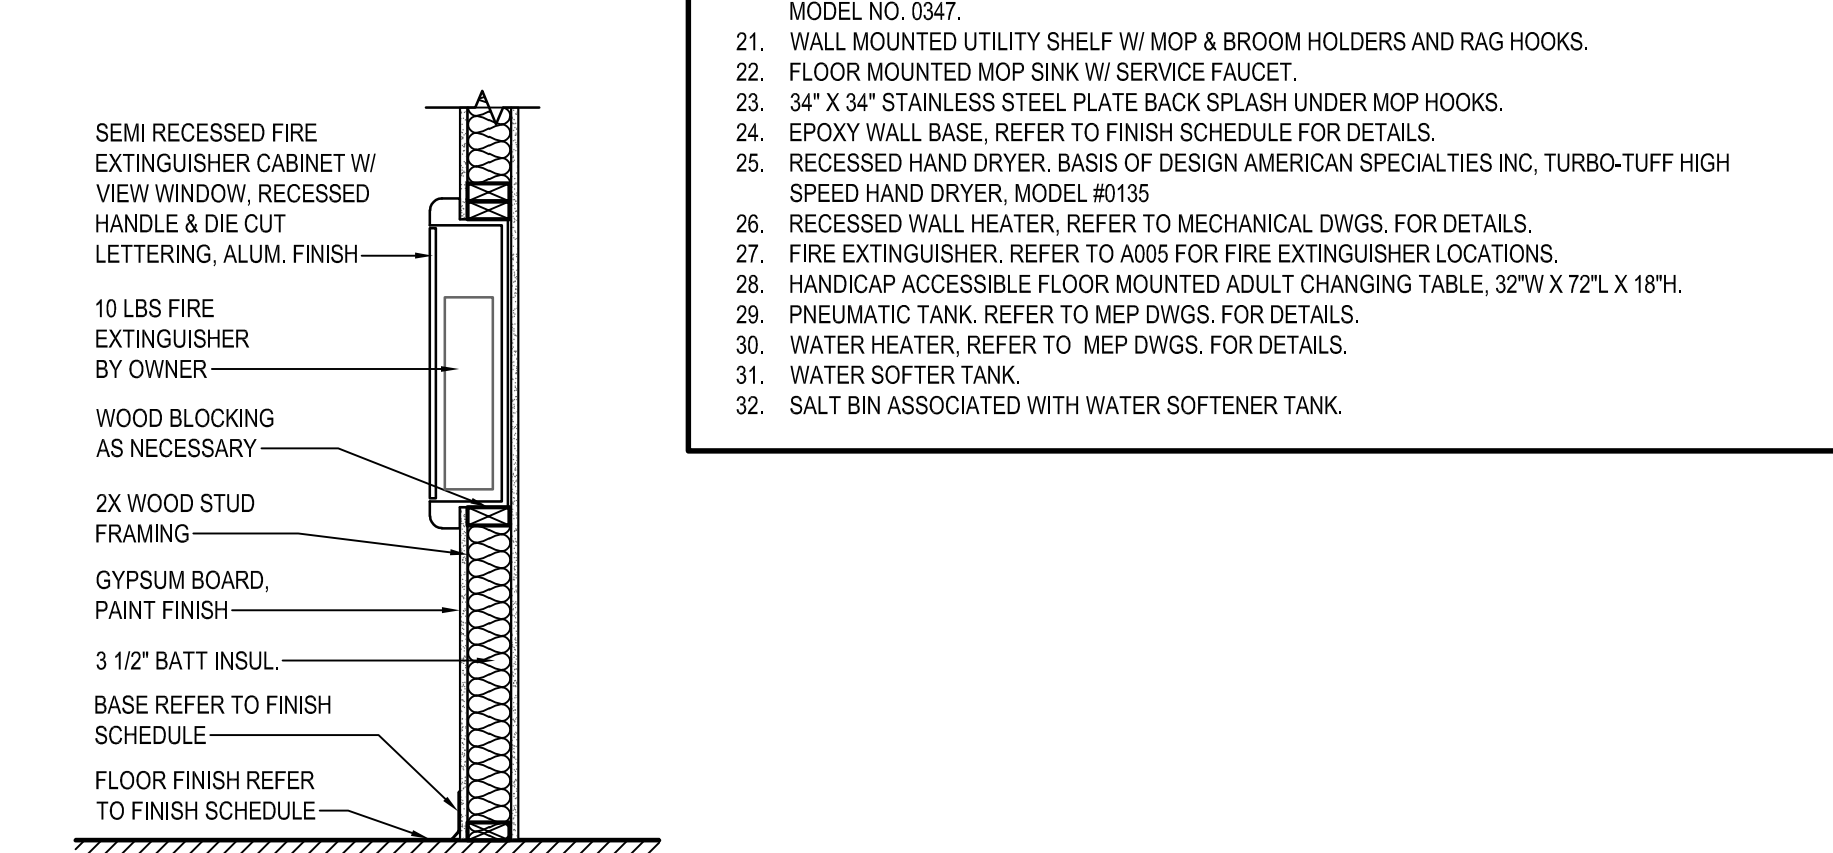 SEMI RECESSED FIRE
EXTINGUISHER CABINET W/
VIEW WINDOW, RECESSED
HANDLE & DIE CUT
LETTERING, ALUM. FINISH
10 LBS FIRE
EXTINGUISHER
BY OWNER
WOOD BLOCKING
AS NECESSARY
2X WOOD STUD
FRAMING
GYPSUM BOARD,
PAINT FINISH
3 1/2" BATT INSUL.
BASE REFER TO FINISH
SCHEDULE
FLOOR FINISH REFER
TO FINISH SCHEDULE
MODEL NO. 0347.
21. WALL MOUNTED UTILITY SHELF W/ MOP & BROOM HOLDERS AND RAG HOOKS.
22. FLOOR MOUNTED MOP SINK W/ SERVICE FAUCET.
23. 34" X 34" STAINLESS STEEL PLATE BACK SPLASH UNDER MOP HOOKS.
24. EPOXY WALL BASE, REFER TO FINISH SCHEDULE FOR DETAILS.
25. RECESSED HAND DRYER. BASIS OF DESIGN AMERICAN SPECIALTIES INC, TURBO-TUFF HIGH
SPEED HAND DRYER, MODEL #0135
26. RECESSED WALL HEATER, REFER TO MECHANICAL DWGS. FOR DETAILS.
27. FIRE EXTINGUISHER. REFER TO A005 FOR FIRE EXTINGUISHER LOCATIONS.
28. HANDICAP ACCESSIBLE FLOOR MOUNTED ADULT CHANGING TABLE, 32"W X 72"L X 18"H.
29. PNEUMATIC TANK. REFER TO MEP DWGS. FOR DETAILS.
30. WATER HEATER, REFER TO MEP DWGS. FOR DETAILS.
31. WATER SOFTER TANK.
32. SALT BIN ASSOCIATED WITH WATER SOFTENER TANK.